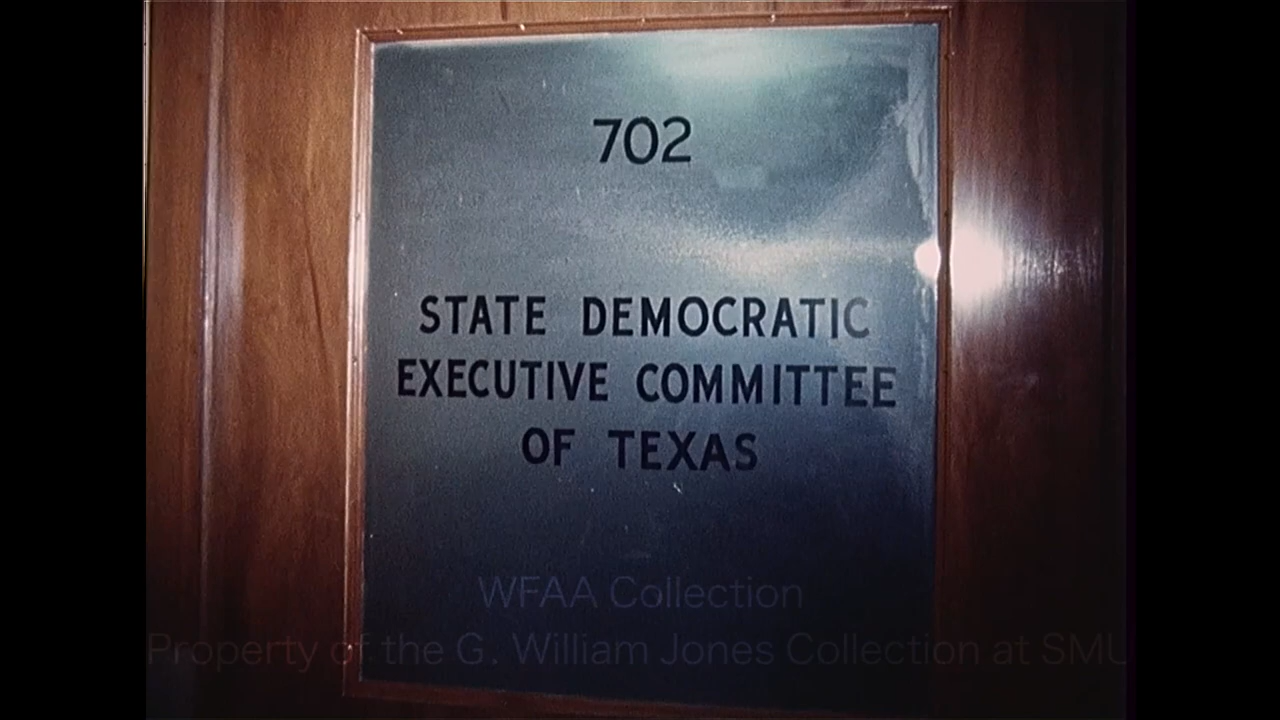 702
STATE DEMOCRATIC
EXECUTIVE COMMITTEE
OF TEXAS
WFAA Collection
Property of the G. William Jones Collection at SMU